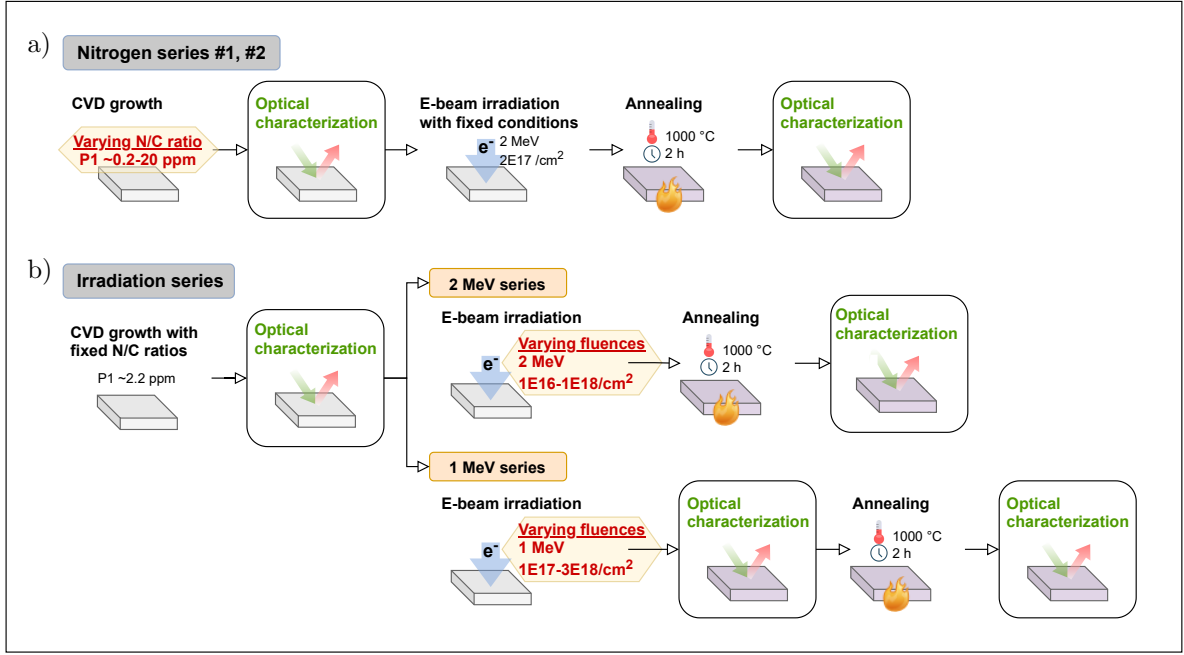 a)
Nitrogen series #1, #2
CVD growth
Varying N/C ratio
P1 ~0.2-20 ppm
Optical
characterization
E-beam irradiation
with fixed conditions
e- 2 MeV
2E17 /cm2
Annealing
1000 °C
2 h
Optical
characterization
b)
Irradiation series
CVD growth with
fixed N/C ratios
P1 ~2.2 ppm
Optical
characterization
2 MeV series
E-beam irradiation
e-
Varying fluences
2 MeV
1E16-1E18/cm2
Annealing
1000 °C
2 h
Optical
characterization
1 MeV series
E-beam irradiation
e-
Varying fluences
1 MeV
1E17-3E18/cm2
Optical
characterization
Annealing
1000 °C
2 h
Optical
characterization